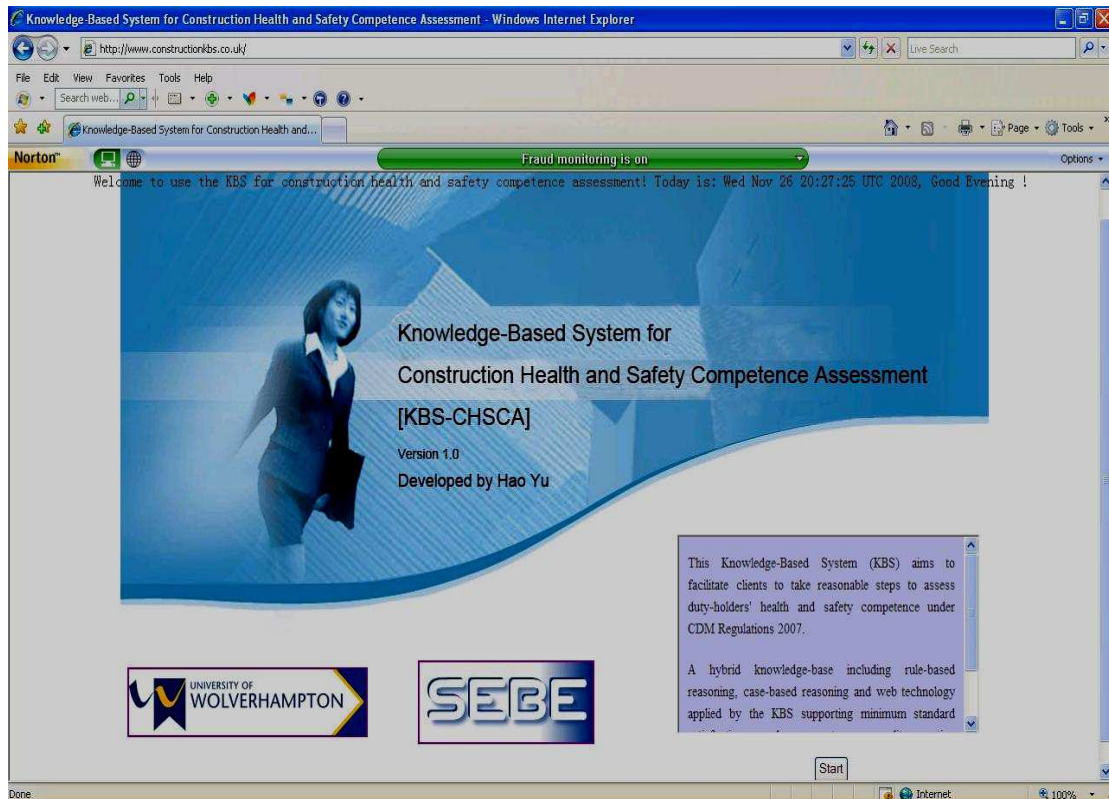 Knowledge-Based System for Construction Health and Safety Competence Assessment - Windows Internet Explorer
http://www.constructionkbs.co.uk/
Live Search
File Edit View Favorites Tools Help
Search web...
Knowledge-Based System for Construction Health and...
Page Tools
Norton™
Fraud monitoring is on
Options
Welcome to use the KBS for construction health and safety competence assessment! Today is: Wed Nov 26 20:27:25 UTC 2008, Good Evening !
Knowledge-Based System for
Construction Health and Safety Competence Assessment
[KBS-CHSCA]
Version 1.0
Developed by Hao Yu
This Knowledge-Based System (KBS) aims to
facilitate clients to take reasonable steps to assess
duty-holders' health and safety competence under
CDM Regulations 2007.
A hybrid knowledge-base including rule-based
reasoning, case-based reasoning and web technology
applied by the KBS supporting minimum standard
UNIVERSITY OF
WOLVERHAMPTON
SEBE
Start
Done
Internet
100%